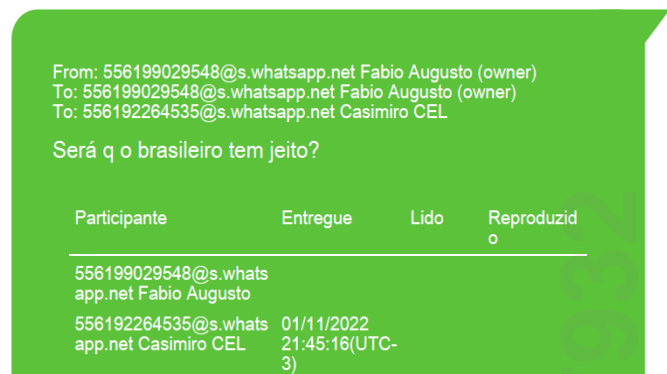 From: 556199029548@s.whatsapp.net Fabio Augusto (owner)
To: 556199029548@s.whatsapp.net Fabio Augusto (owner)
To: 556192264535@s.whatsapp.net Casimiro CEL
Será q o brasileiro tem jeito?
Participante Entregue Lido Reproduzid
o
556199029548@s.whats
app.net Fabio Augusto
556192264535@s.whats 01/11/2022
app.net Casimiro CEL 21:45:16(UTC-
3)
932